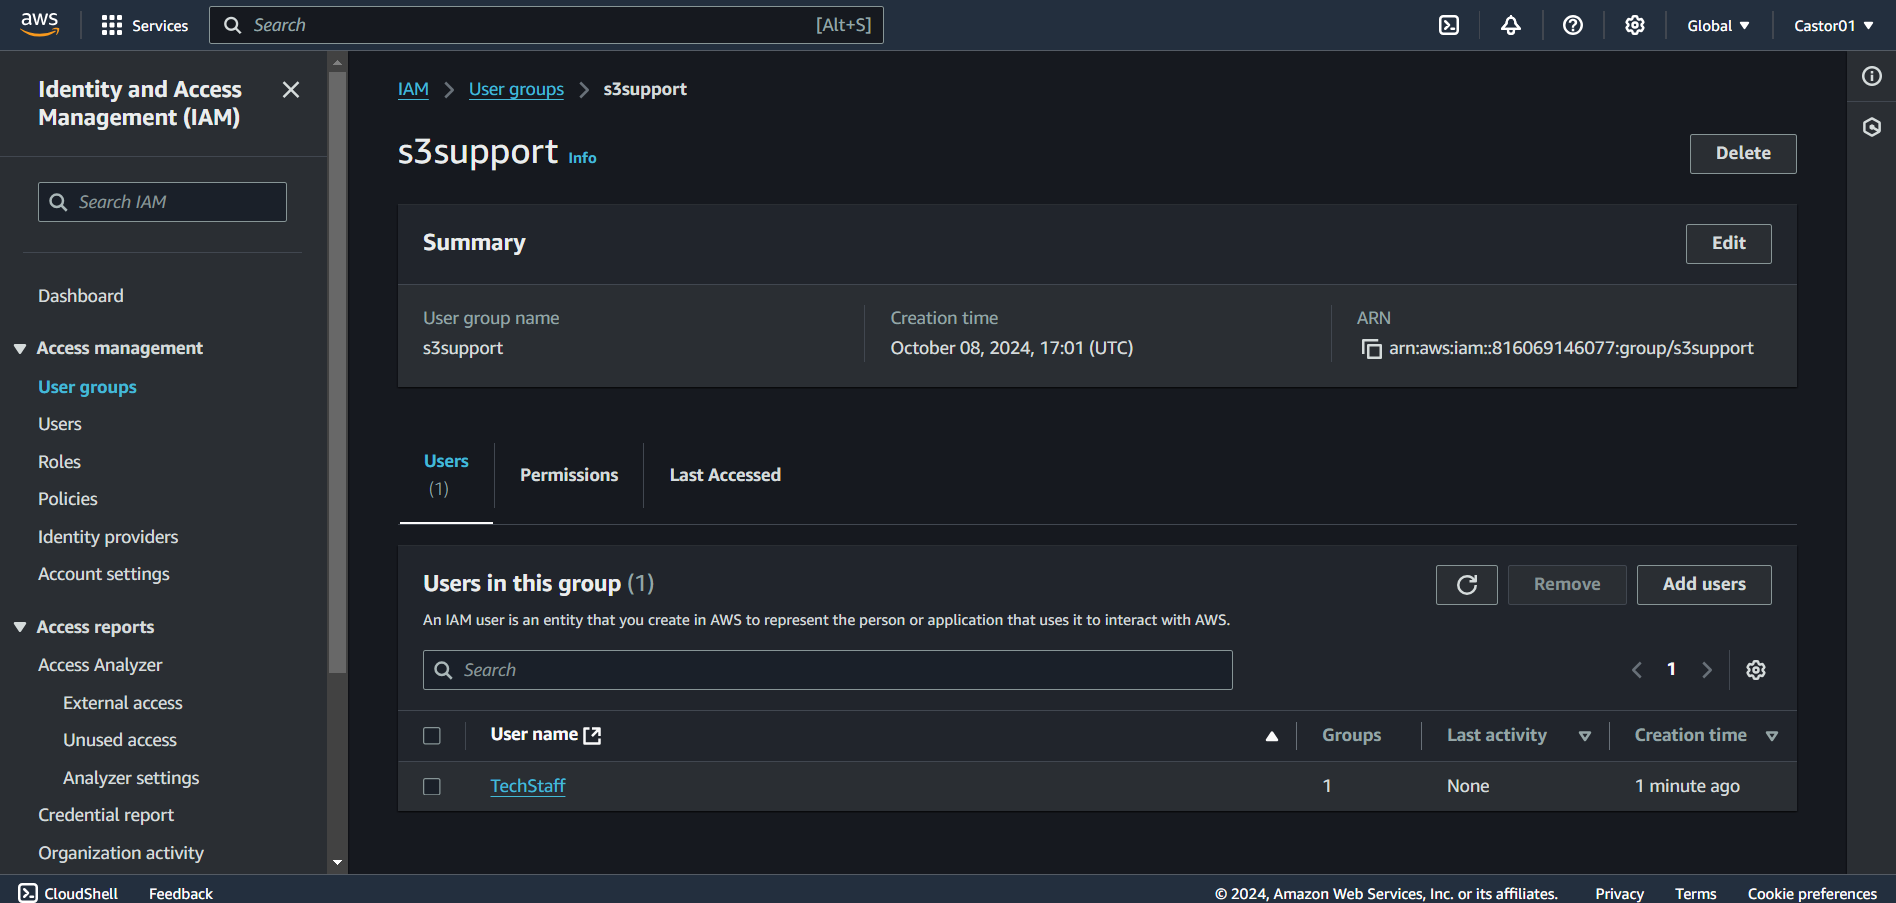 aws
Services
Search
[Alt+S]
Global
Castor01
Identity and Access
Management (IAM)
Search IAM
Dashboard
Access management
User groups
Users
Roles
Policies
Identity providers
Account settings
Access reports
Access Analyzer
External access
Unused access
Analyzer settings
Credential report
Organization activity
IAM
User groups
s3support
s3support Info
Delete
Summary
Edit
User group name
s3support
Creation time
October 08, 2024, 17:01 (UTC)
ARN
arn:aws:iam::816069146077:group/s3support
Users
(1)
Permissions
Last Accessed
Users in this group (1)
Remove
Add users
An IAM user is an entity that you create in AWS to represent the person or application that uses it to interact with AWS.
Search
1
User name
Groups
Last activity
Creation time
TechStaff
1
None
1 minute ago
CloudShell
Feedback
© 2024, Amazon Web Services, Inc. or its affiliates.
Privacy
Terms
Cookie preferences